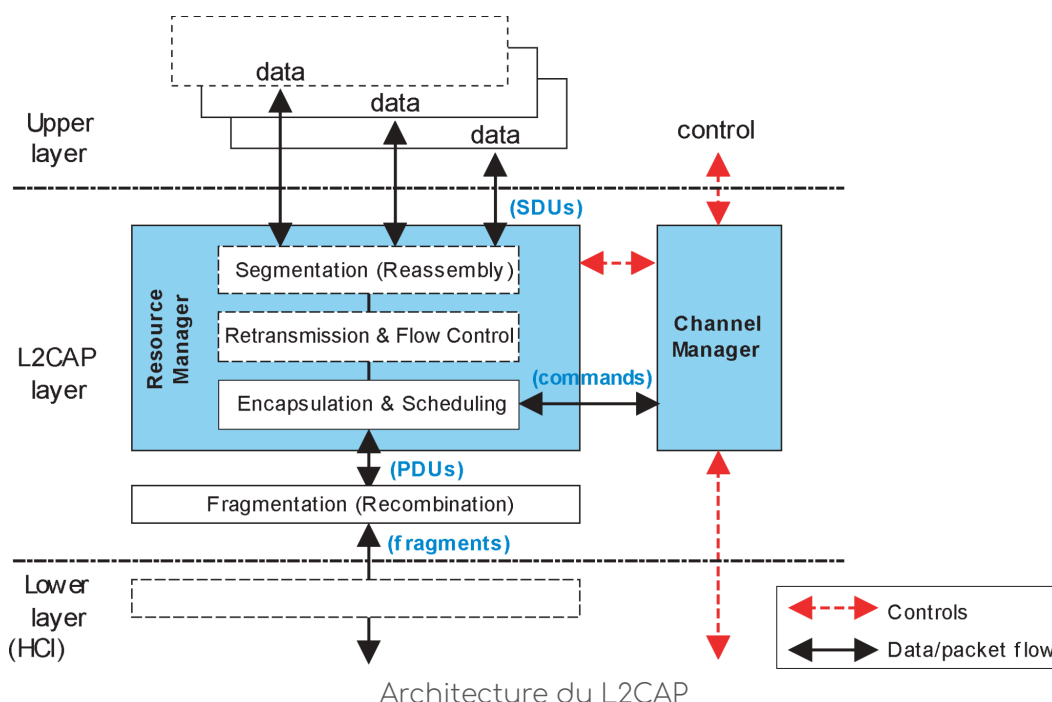 data
data
data
Upper
layer
control
(SDUs)
Segmentation (Reassembly)
Retransmission & Flow Control
Encapsulation & Scheduling
Resource
Manager
Channel
Manager
L2CAP
layer
(commands)
(PDUs)
Fragmentation (Recombination)
(fragments)
Lower
layer
(HCI)
Controls
Data/packet flow
Architecture du L2CAP